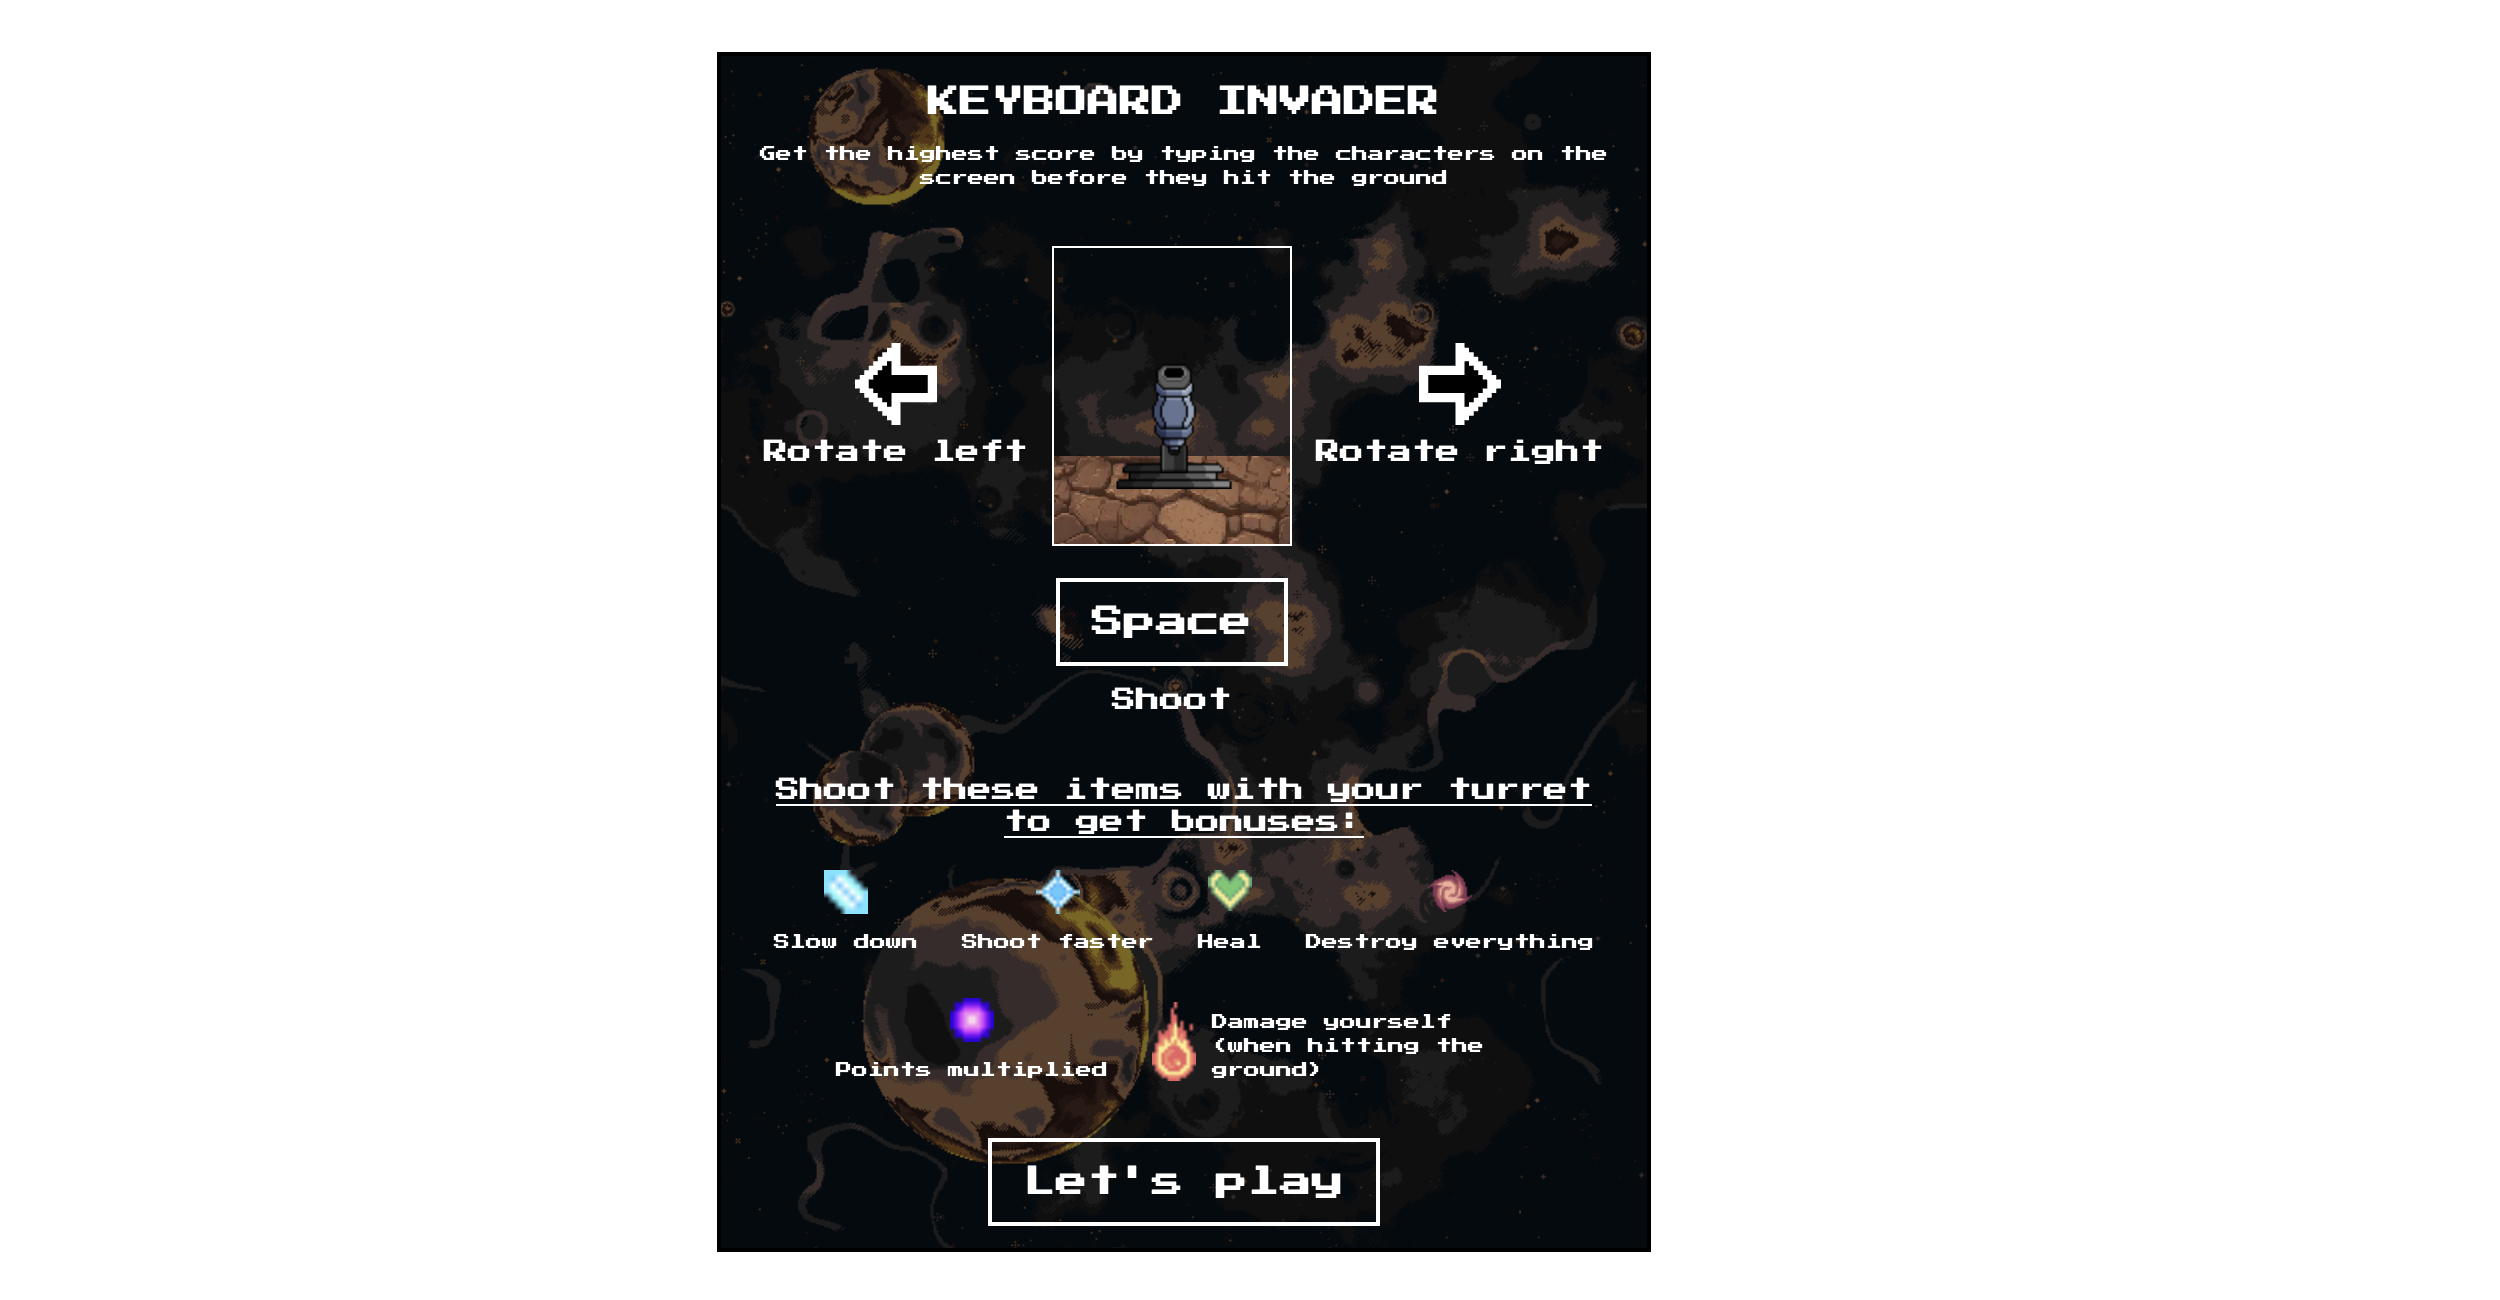 KEYBOARD INVADER
Get the highest score by typing the characters on the
screen before they hit the ground
Rotate left
Rotate right
Space
Shoot
Shoot these items with your turret
to get bonuses:
Slow down
Shoot faster
Heal
Destroy everything
Points multiplied
Damage yourself
(when hitting the
ground)
Let's play